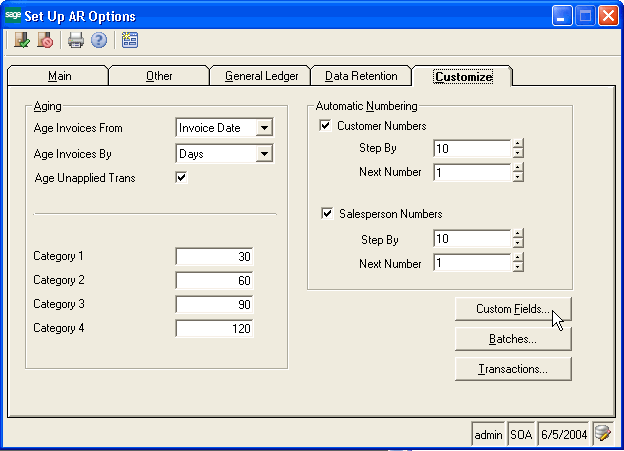 sage Set Up AR Options
Main Other General Ledger Data Retention Customize
Aging
Age Invoices From Invoice Date
Age Invoices By Days
Age Unapplied Trans
Category 1 30
Category 2 60
Category 3 90
Category 4 120
Automatic Numbering
Customer Numbers
Step By 10
Next Number 1
Salesperson Numbers
Step By 10
Next Number 1
Custom Fields...
Batches...
Transactions...
admin SOA 6/5/2004